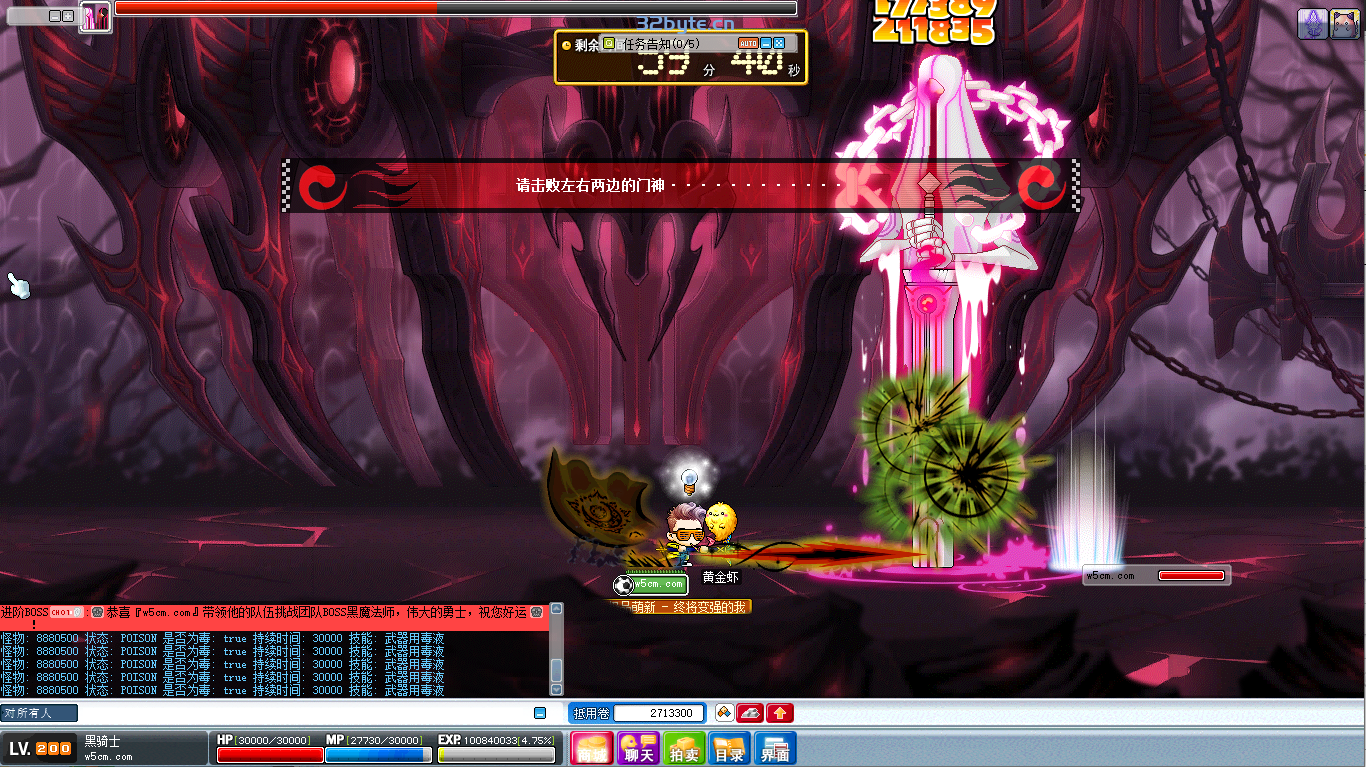 32byte.cn
177389
211835
剩余
任务告知(0/5)
AUTO
分 40 秒
请击败左右两边的门神・・・・・・・・・・・・
w5cm.com
黄金虾
萌新 - 终将变强的我
w5cm.com
进阶BOSS CH01 : 恭喜『w5cm.com』带领他的队伍挑战团队BOSS黑魔法师，伟大的勇士，祝您好运
！
怪物: 8880500 状态: POISON 是否为毒: true 持续时间: 30000 技能: 武器用毒液
怪物: 8880500 状态: POISON 是否为毒: true 持续时间: 30000 技能: 武器用毒液
怪物: 8880500 状态: POISON 是否为毒: true 持续时间: 30000 技能: 武器用毒液
怪物: 8880500 状态: POISON 是否为毒: true 持续时间: 30000 技能: 武器用毒液
怪物: 8880500 状态: POISON 是否为毒: true 持续时间: 30000 技能: 武器用毒液
对所有人
抵用卷 2713300
LV. 200 黑骑士
w5cm.com
HP[30000/30000] MP[27730/30000] EXP.100840033[4.75%]
商城 聊天 拍卖 目录 界面